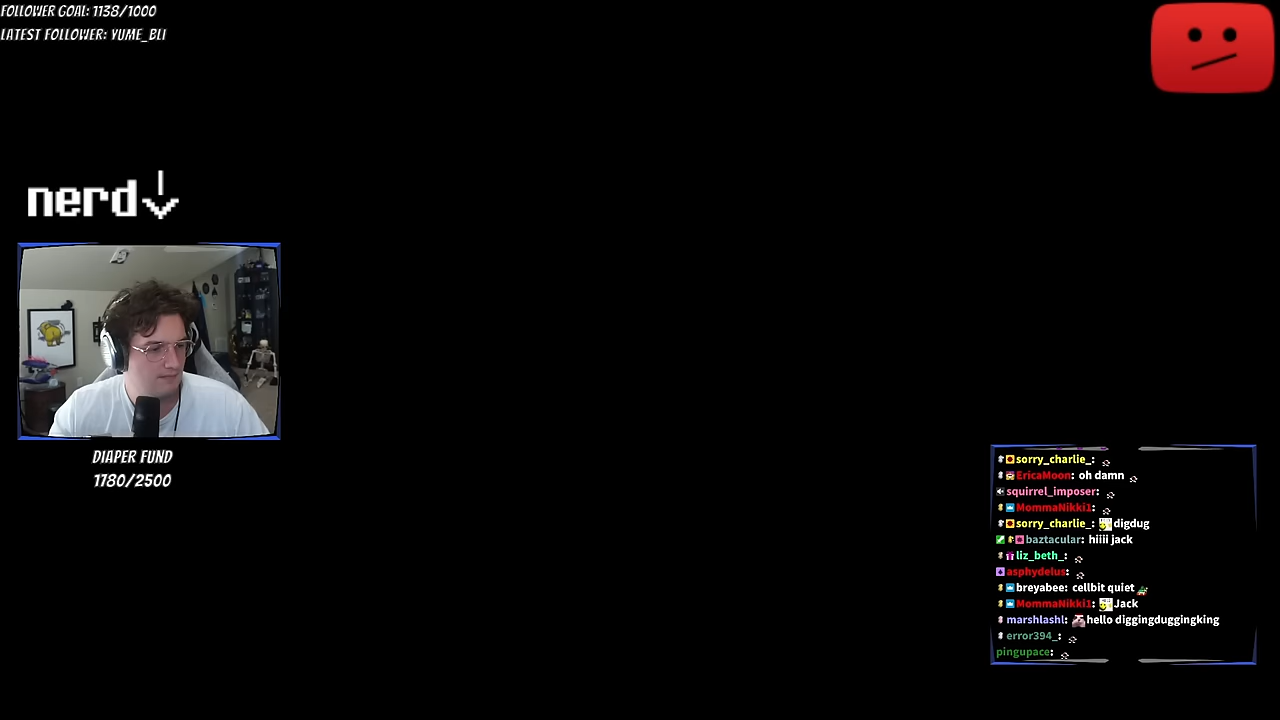 FOLLOWER GOAL: 1138/1000
LATEST FOLLOWER: YUME_BLI
nerd
DIAPER FUND
1780/2500
sorry_charlie_:
EricaMoon: oh damn
squirrel_imposer:
MommaNikki1:
sorry_charlie_: digdug
baztacular: hiiii jack
liz_beth_:
asphydelus:
breyabee: cellbit quiet
MommaNikki1: Jack
marshlashl: hello diggingduggingking
error394_:
pingupace: